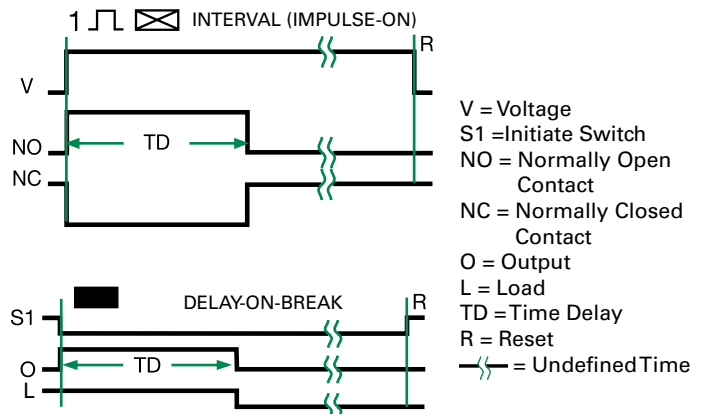 1 INTERVAL (IMPULSE-ON)
R
V
NO
TD
NC
DELAY-ON-BREAK
R
S1
O
TD
L
V = Voltage
S1 =Initiate Switch
NO = Normally Open
Contact
NC = Normally Closed
Contact
O = Output
L = Load
TD =Time Delay
R = Reset
= Undefined Time